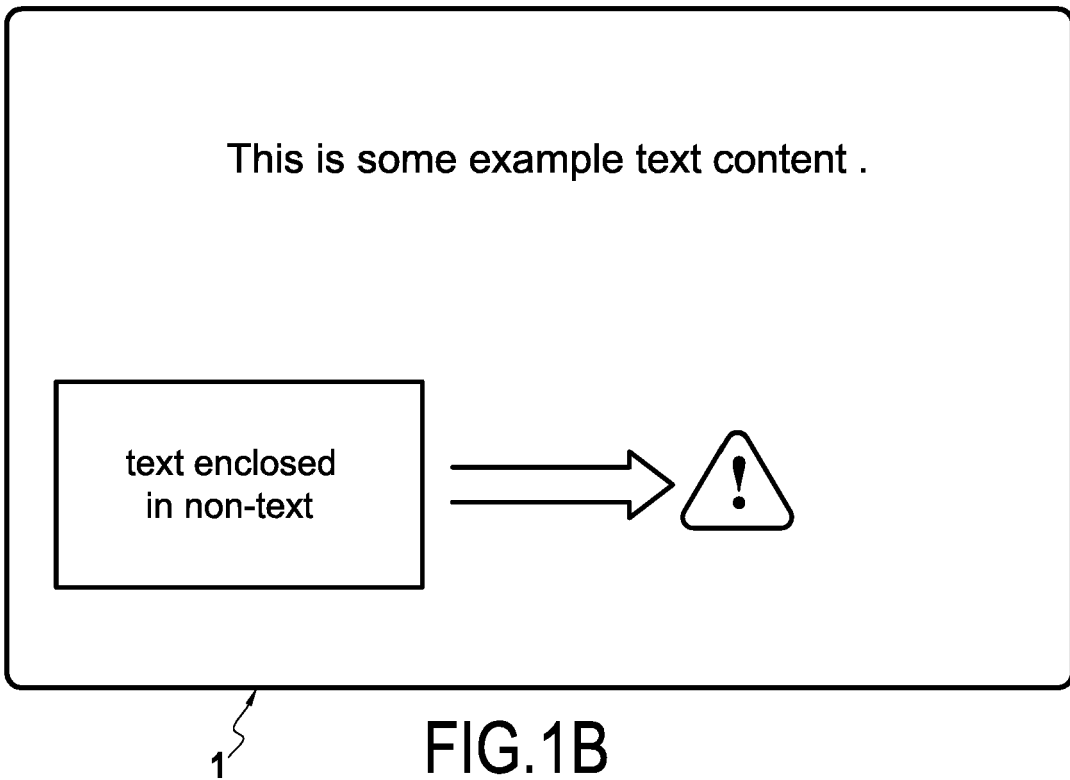 This is some example text content .
text enclosed
in non-text
!
1
FIG.1B